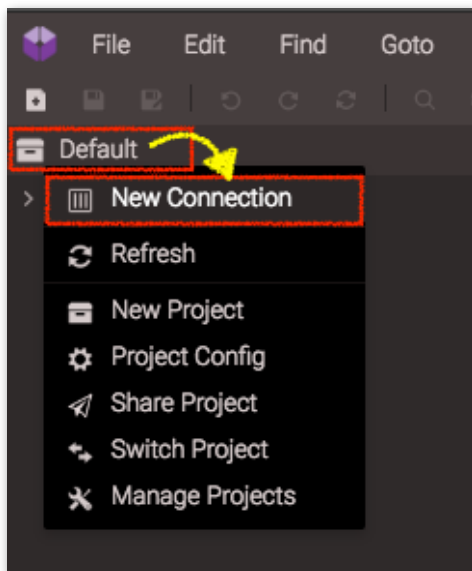 File Edit Find Goto
Default
New Connection
Refresh
New Project
Project Config
Share Project
Switch Project
Manage Projects